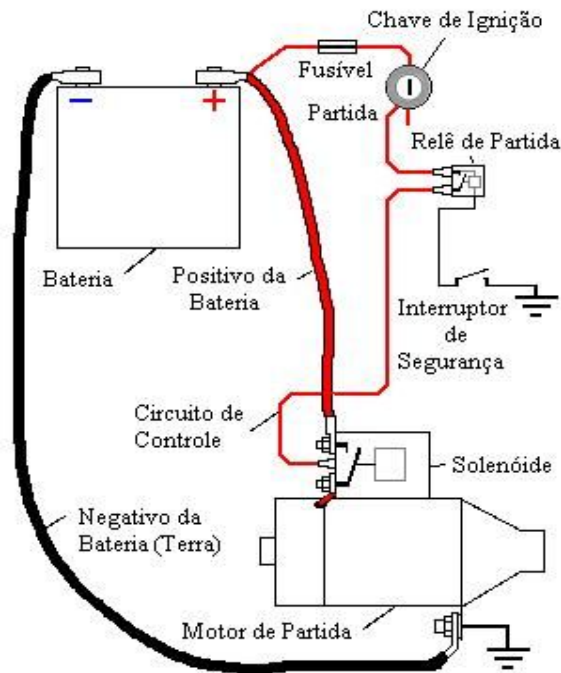 Chave de Ignição
Fusível
Partida
Relê de Partida
− +
Bateria
Positivo da
Bateria
Interruptor
de
Segurança
Circuito de
Controle
Solenóide
Negativo da
Bateria (Terra)
Motor de Partida